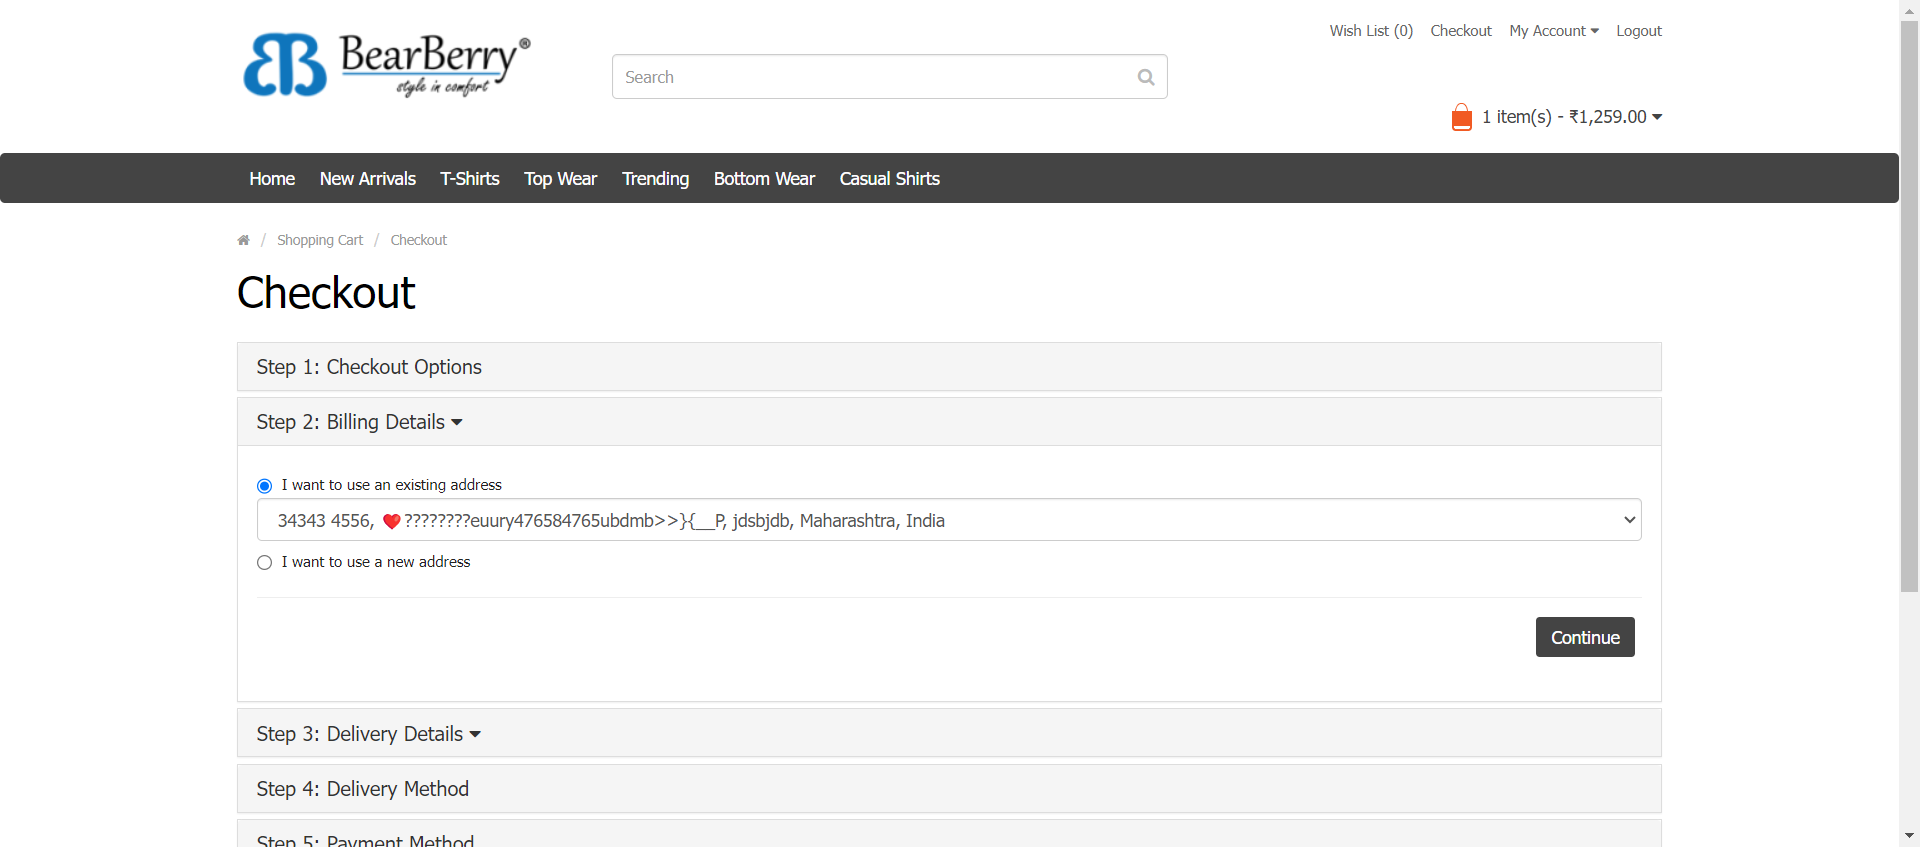 Wish List (0) Checkout My Account Logout
BearBerry®
style in comfort
Search
1 item(s) - ₹1,259.00
Home New Arrivals T-Shirts Top Wear Trending Bottom Wear Casual Shirts
/ Shopping Cart / Checkout
Checkout
Step 1: Checkout Options
Step 2: Billing Details
I want to use an existing address
34343 4556, ❤️????????euury476584765ubdmb>>}{__P, jdsbjdb, Maharashtra, India
I want to use a new address
Continue
Step 3: Delivery Details
Step 4: Delivery Method
Step 5: Payment Method